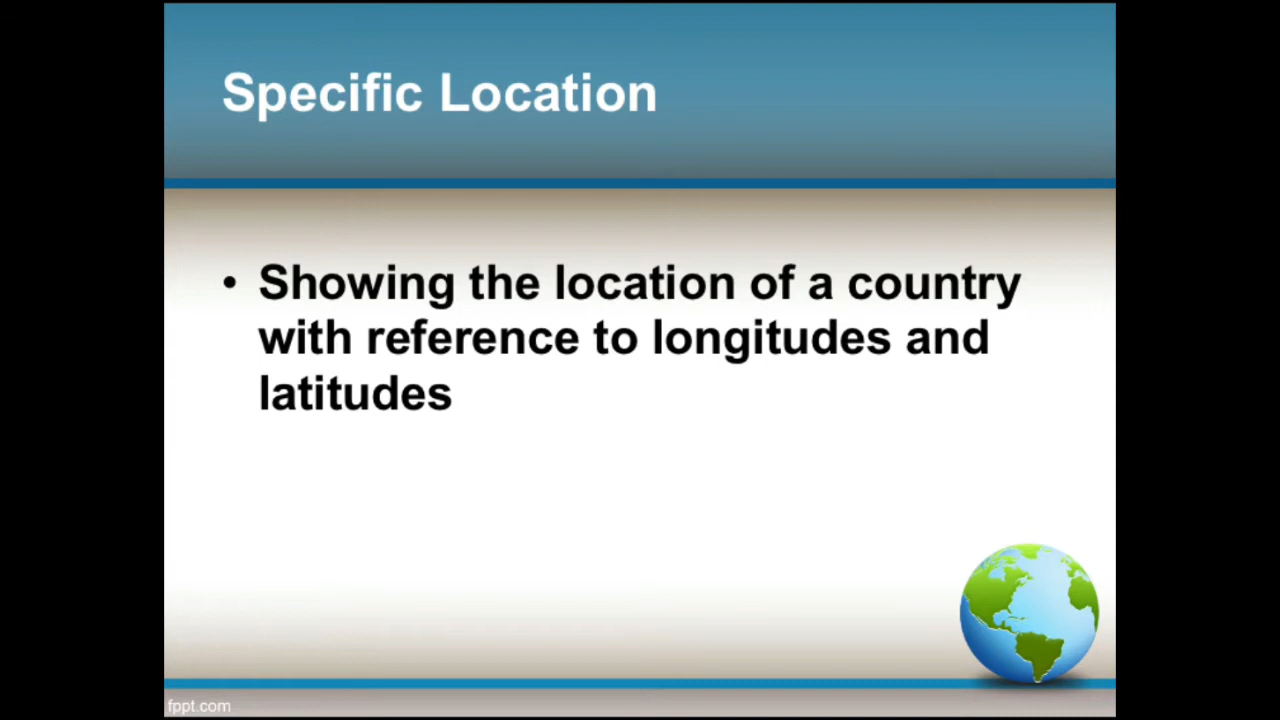 Specific Location
• Showing the location of a country
with reference to longitudes and
latitudes
fppt.com